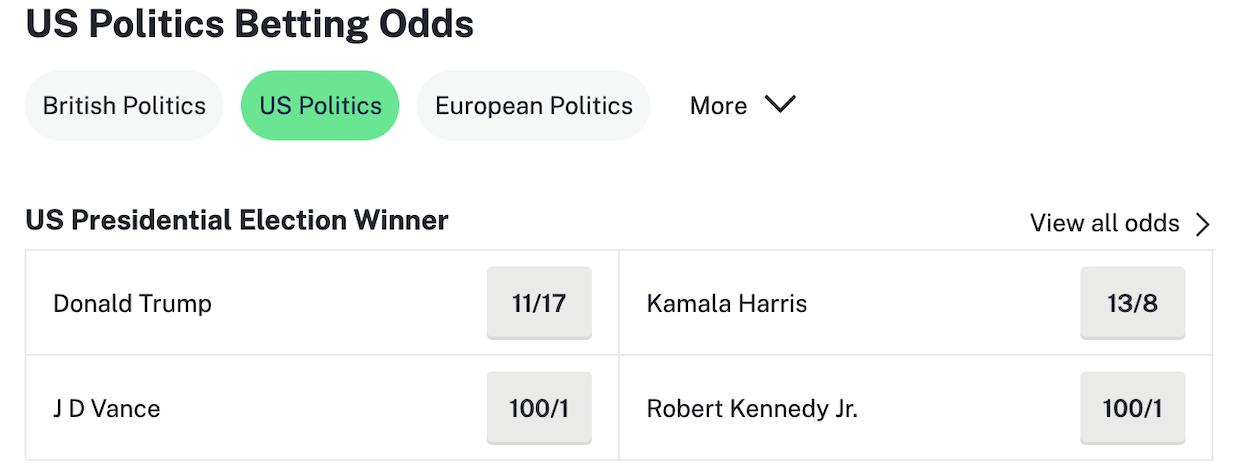 US Politics Betting Odds
British Politics US Politics European Politics More
US Presidential Election Winner View all odds
Donald Trump 11/17 Kamala Harris 13/8
J D Vance 100/1 Robert Kennedy Jr. 100/1